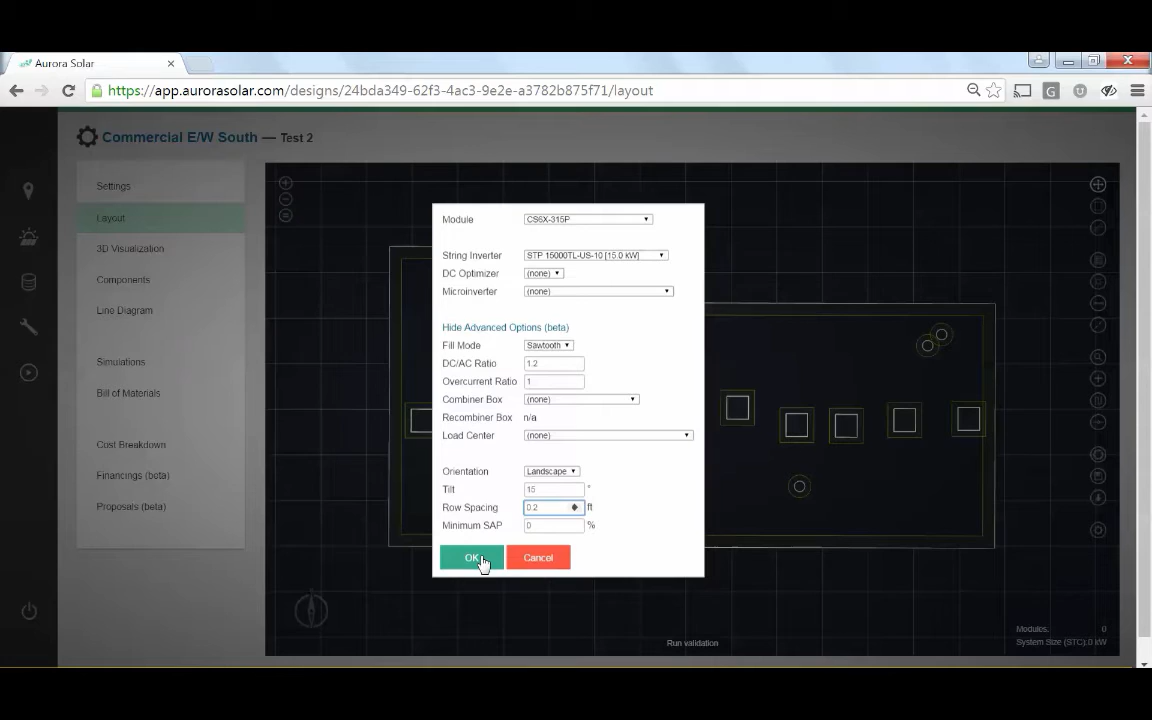 Aurora Solar
https://app.aurorasolar.com/designs/24bda349-62f3-4ac3-9e2e-a3782b875f71/layout
Commercial E/W South — Test 2
Settings
Layout
3D Visualization
Components
Line Diagram
Simulations
Bill of Materials
Cost Breakdown
Financings (beta)
Proposals (beta)
Module CS6X-315P
String Inverter STP 15000TL-US-10 [15.0 kW]
DC Optimizer (none)
Microinverter (none)
Hide Advanced Options (beta)
Fill Mode Sawtooth
DC/AC Ratio 1.2
Overcurrent Ratio 1
Combiner Box (none)
Recombiner Box n/a
Load Center (none)
Orientation Landscape
Tilt 15 °
Row Spacing 0.2 ft
Minimum SAP 0 %
OK Cancel
Run validation
Modules: 0
System Size (STC): 0 kW